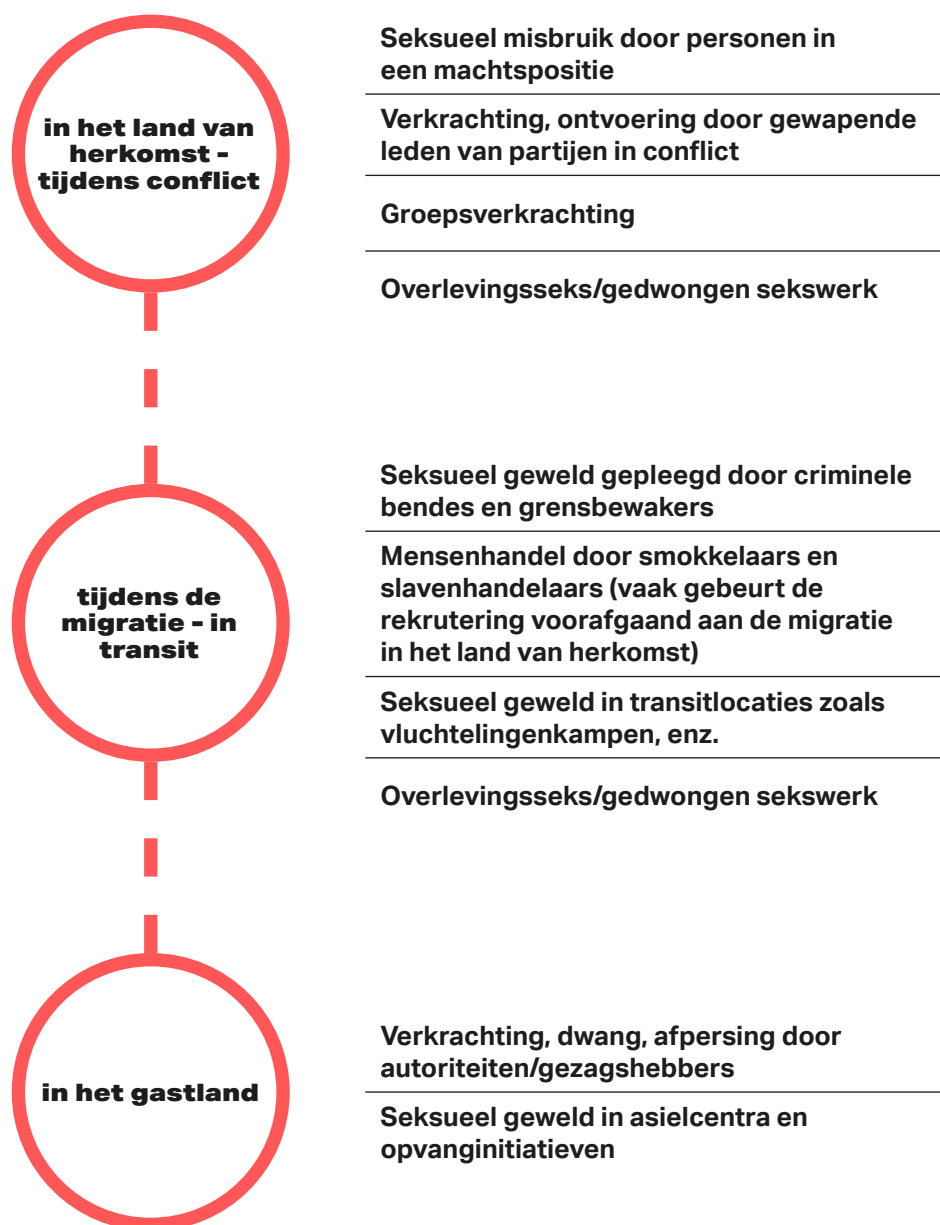 in het land van
herkomst -
tijdens conflict
Seksueel misbruik door personen in
een machtspositie
Verkrachting, ontvoering door gewapende
leden van partijen in conflict
Groepsverkrachting
Overlevingsseks/gedwongen sekswerk
tijdens de
migratie - in
transit
Seksueel geweld gepleegd door criminele
bendes en grensbewakers
Mensenhandel door smokkelaars en
slavenhandelaars (vaak gebeurt de
rekrutering voorafgaand aan de migratie
in het land van herkomst)
Seksueel geweld in transitlocaties zoals
vluchtelingenkampen, enz.
Overlevingsseks/gedwongen sekswerk
in het gastland
Verkrachting, dwang, afpersing door
autoriteiten/gezagshebbers
Seksueel geweld in asielcentra en
opvanginitiatieven